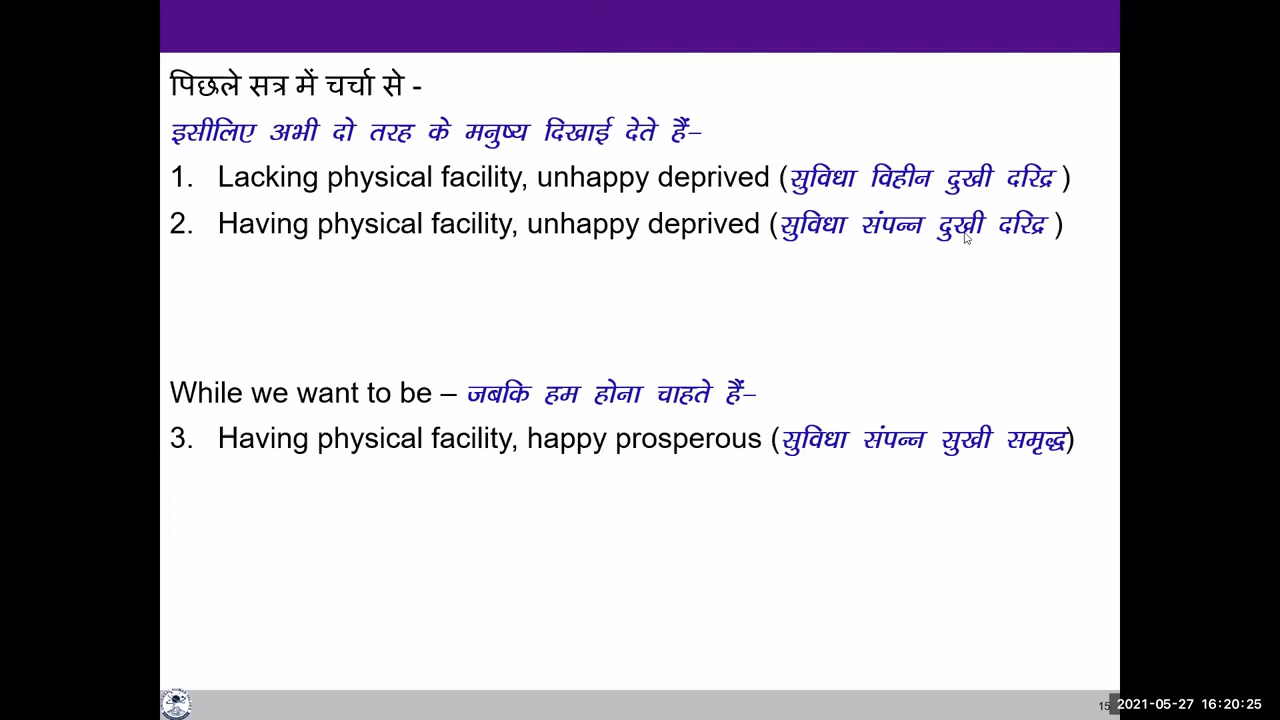 पिछले सत्र में चर्चा से -
इसीलिए अभी दो तरह के मनुष्य दिखाई देते हैं–
1. Lacking physical facility, unhappy deprived (सुविधा विहीन दुखी दरिद्र )
2. Having physical facility, unhappy deprived (सुविधा संपन्न दुखी दरिद्र )
While we want to be – जबकि हम होना चाहते हैं–
3. Having physical facility, happy prosperous (सुविधा संपन्न सुखी समृद्ध)
15 2021-05-27 16:20:25